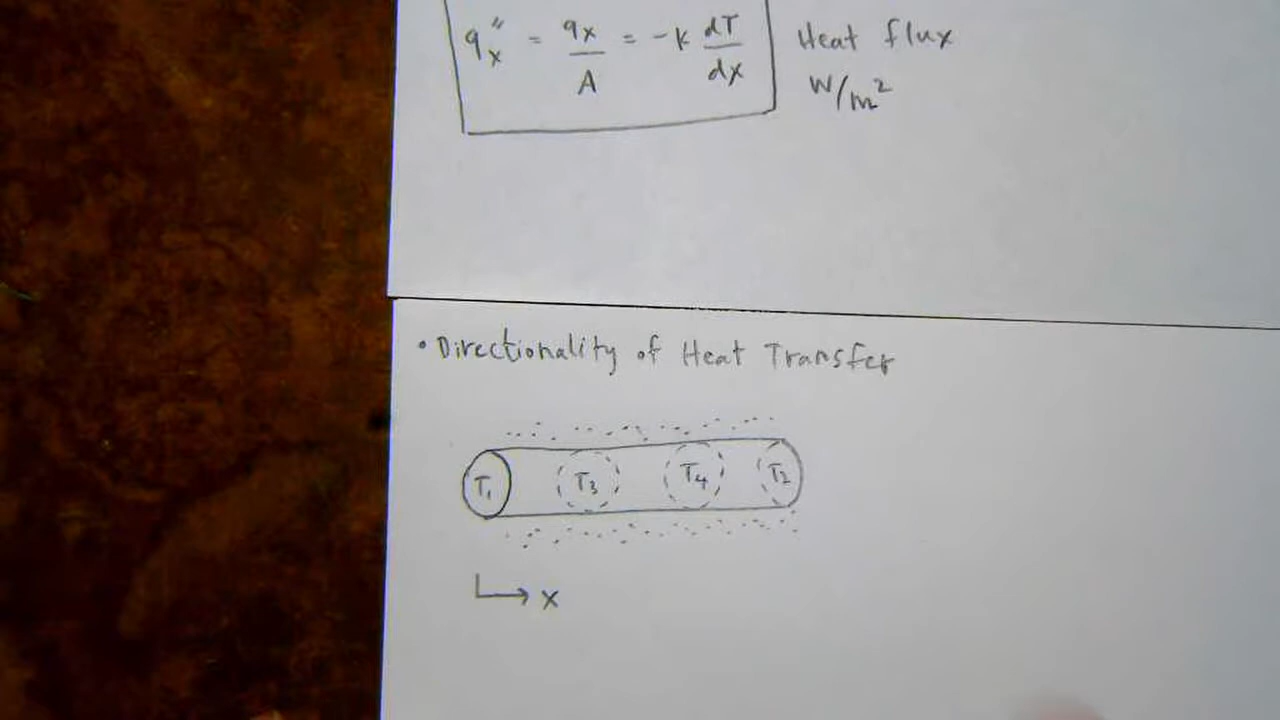 q″ₓ = qₓ/A = -k dT/dx Heat flux
W/m²
• Directionality of Heat Transfer
T₁ T₃ T₄ T₂
x